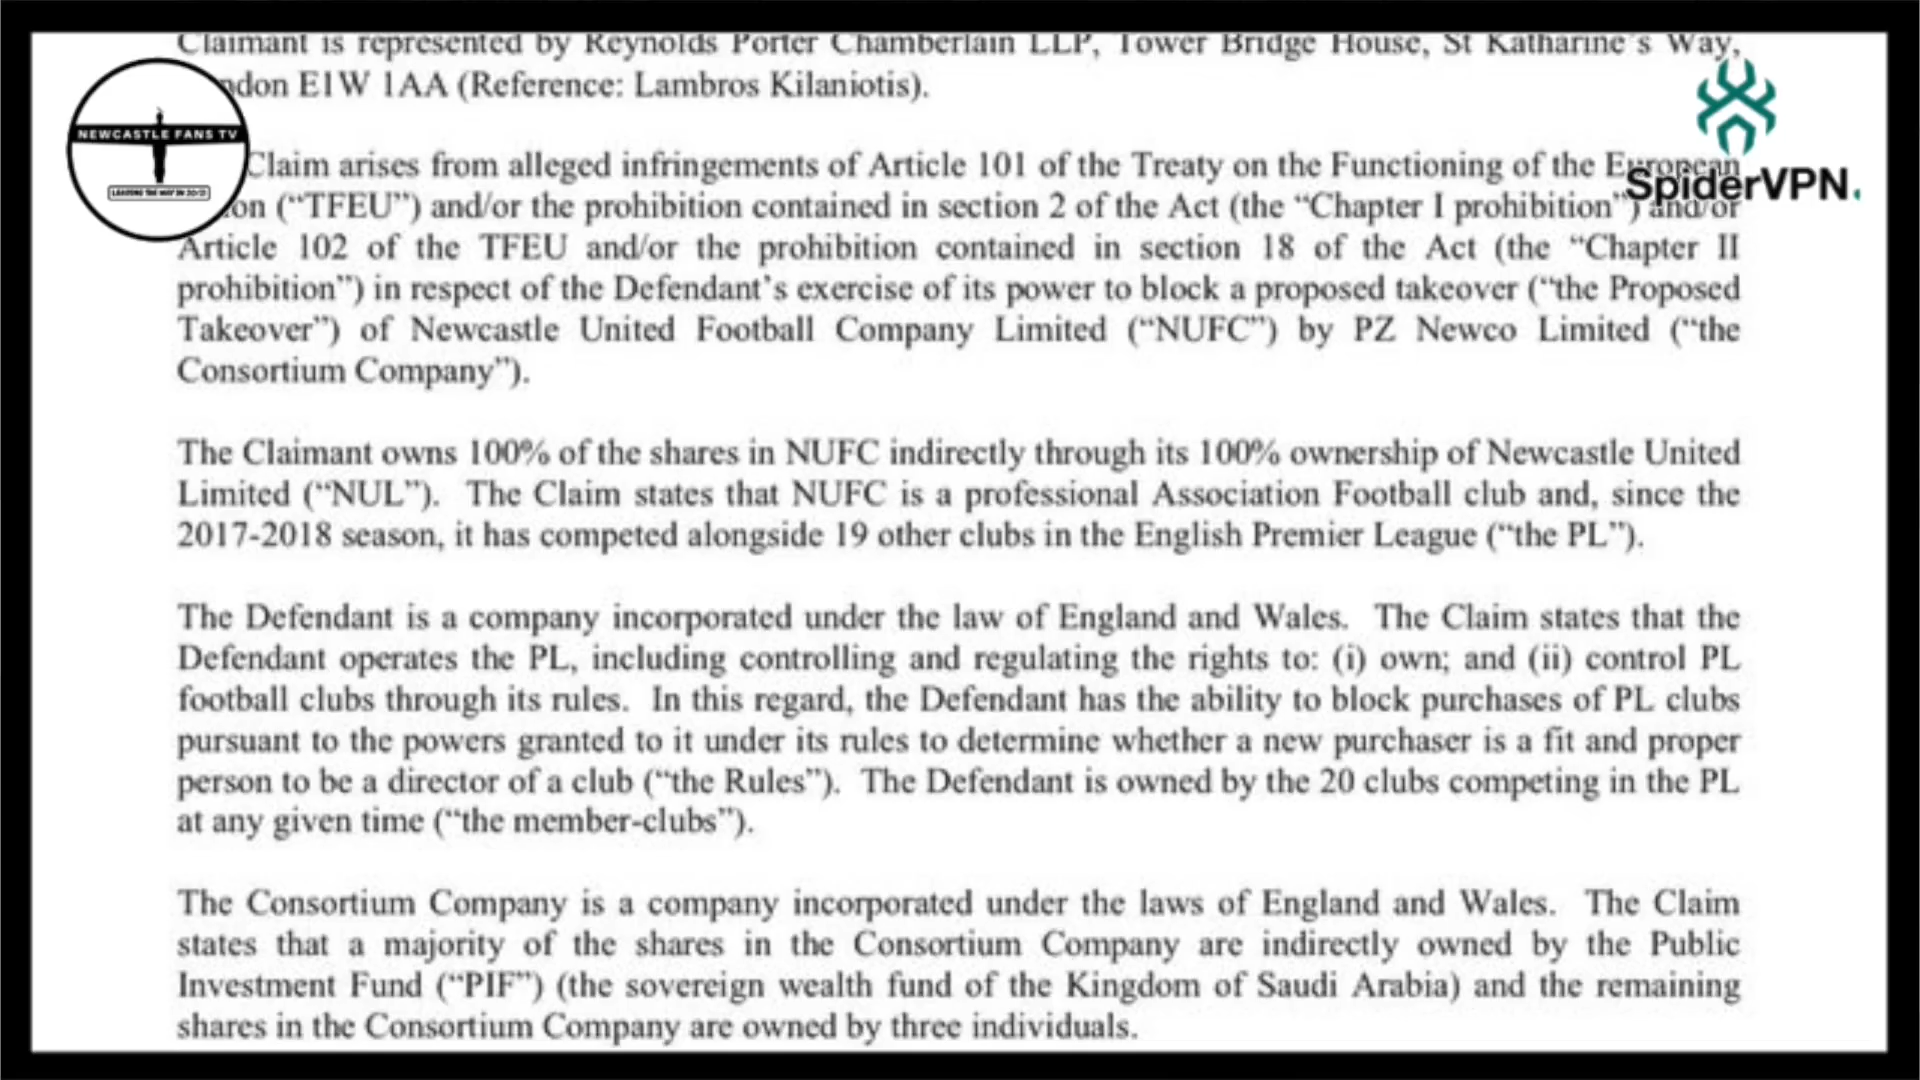 Claimant is represented by Reynolds Porter Chamberlain LLP, Tower Bridge House, St Katharine's Way,
don E1W 1AA (Reference: Lambros Kilaniotis).
NEWCASTLE FANS TV
SpiderVPN.
Claim arises from alleged infringements of Article 101 of the Treaty on the Functioning of the European
on (“TFEU”) and/or the prohibition contained in section 2 of the Act (the “Chapter I prohibition”) and/or
Article 102 of the TFEU and/or the prohibition contained in section 18 of the Act (the “Chapter II
prohibition”) in respect of the Defendant’s exercise of its power to block a proposed takeover (“the Proposed
Takeover”) of Newcastle United Football Company Limited (“NUFC”) by PZ Newco Limited (“the
Consortium Company”).
The Claimant owns 100% of the shares in NUFC indirectly through its 100% ownership of Newcastle United
Limited (“NUL”). The Claim states that NUFC is a professional Association Football club and, since the
2017-2018 season, it has competed alongside 19 other clubs in the English Premier League (“the PL”).
The Defendant is a company incorporated under the law of England and Wales. The Claim states that the
Defendant operates the PL, including controlling and regulating the rights to: (i) own; and (ii) control PL
football clubs through its rules. In this regard, the Defendant has the ability to block purchases of PL clubs
pursuant to the powers granted to it under its rules to determine whether a new purchaser is a fit and proper
person to be a director of a club (“the Rules”). The Defendant is owned by the 20 clubs competing in the PL
at any given time (“the member-clubs”).
The Consortium Company is a company incorporated under the laws of England and Wales. The Claim
states that a majority of the shares in the Consortium Company are indirectly owned by the Public
Investment Fund (“PIF”) (the sovereign wealth fund of the Kingdom of Saudi Arabia) and the remaining
shares in the Consortium Company are owned by three individuals.